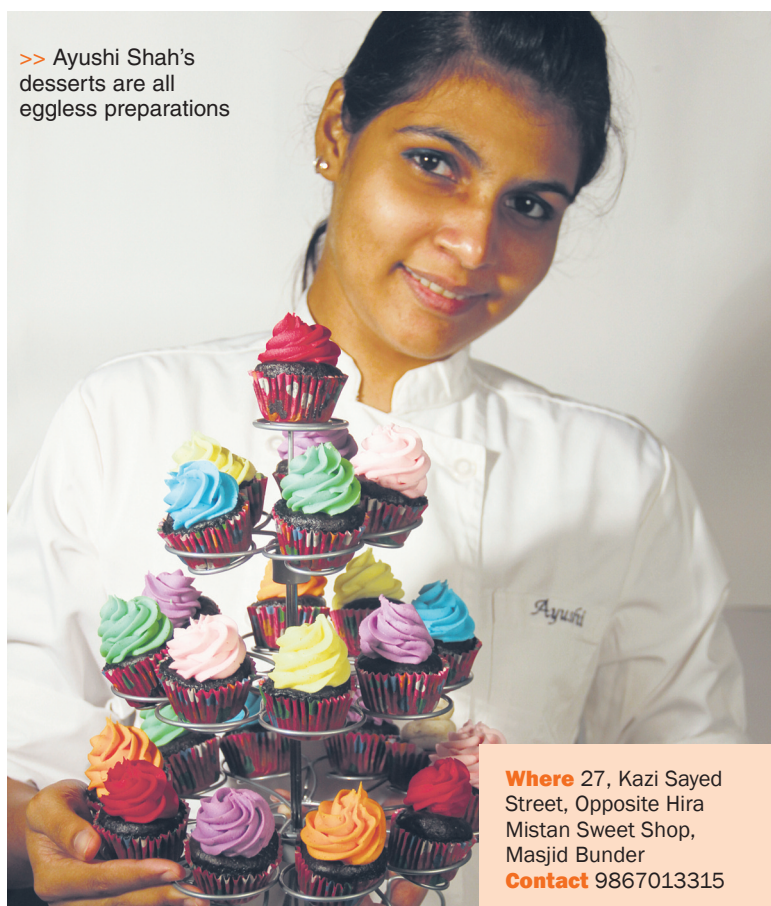 >> Ayushi Shah's
desserts are all
eggless preparations
Ayushi
Where 27, Kazi Sayed
Street, Opposite Hira
Mistan Sweet Shop,
Masjid Bunder
Contact 9867013315